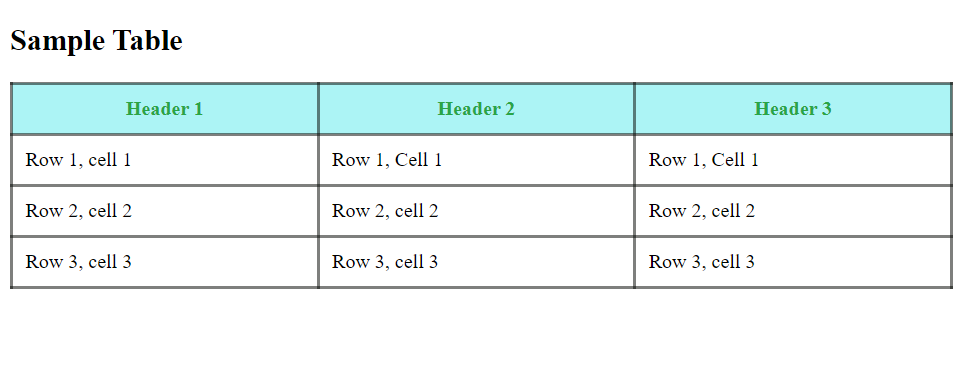 Sample Table
Header 1 Header 2 Header 3
Row 1, cell 1 Row 1, Cell 1 Row 1, Cell 1
Row 2, cell 2 Row 2, cell 2 Row 2, cell 2
Row 3, cell 3 Row 3, cell 3 Row 3, cell 3